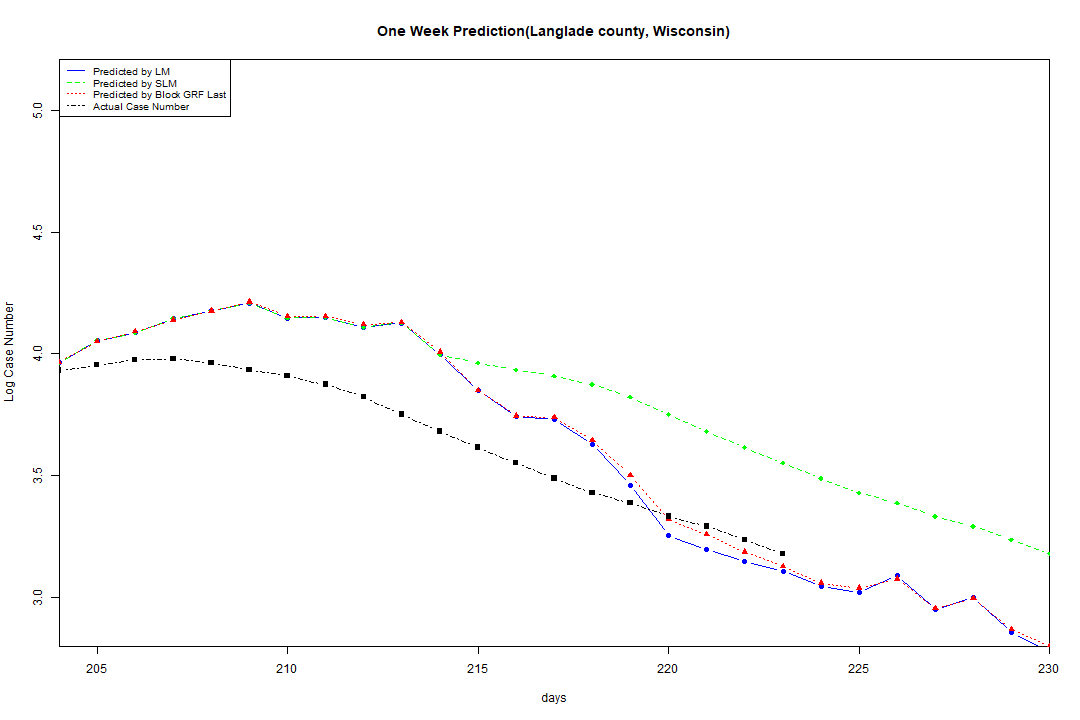 One Week Prediction(Langlade county, Wisconsin)
Predicted by LM
Predicted by SLM
Predicted by Block GRF Last
Actual Case Number
5.0
4.5
4.0
3.5
3.0
Log Case Number
205 210 215 220 225 230
days